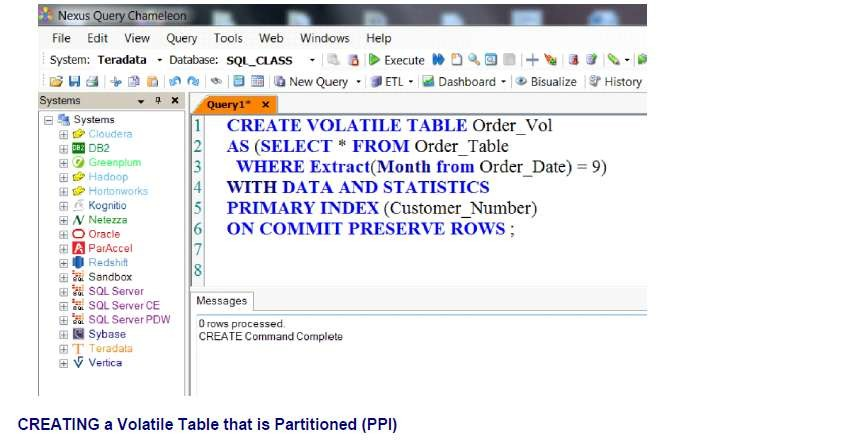 Nexus Query Chameleon
File Edit View Query Tools Web Windows Help
System: Teradata Database: SQL_CLASS Execute
New Query ETL Dashboard Bisualize History
Systems
Query1* x
Systems
Cloudera
DB2
Greenplum
Hadoop
Hortonworks
Kognitio
Netezza
Oracle
ParAccel
Redshift
Sandbox
SQL Server
SQL Server CE
SQL Server PDW
Sybase
Teradata
Vertica
1 CREATE VOLATILE TABLE Order_Vol
2 AS (SELECT * FROM Order_Table
3 WHERE Extract(Month from Order_Date) = 9)
4 WITH DATA AND STATISTICS
5 PRIMARY INDEX (Customer_Number)
6 ON COMMIT PRESERVE ROWS ;
7
8
Messages
0 rows processed.
CREATE Command Complete
CREATING a Volatile Table that is Partitioned (PPI)